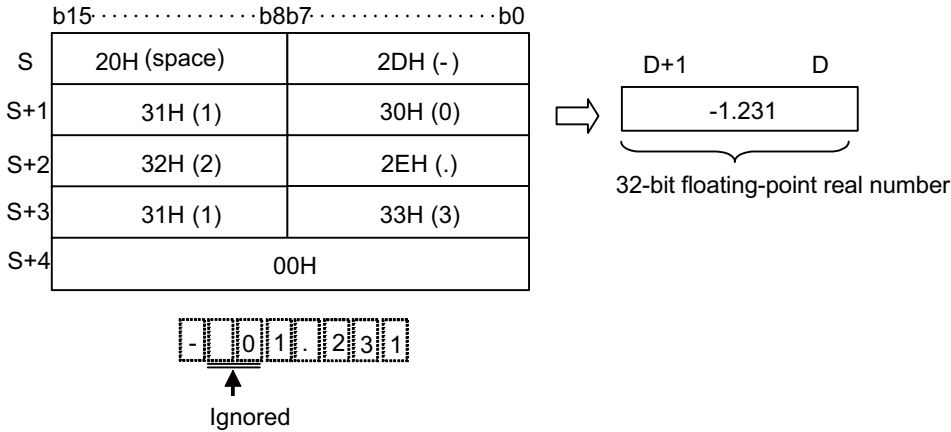 b15··················b8b7··························b0
S 20H (space) 2DH (-)
S+1 31H (1) 30H (0)
S+2 32H (2) 2EH (.)
S+3 31H (1) 33H (3)
S+4 00H
D+1 D
-1.231
32-bit floating-point real number
- 0 1 . 2 3 1
Ignored